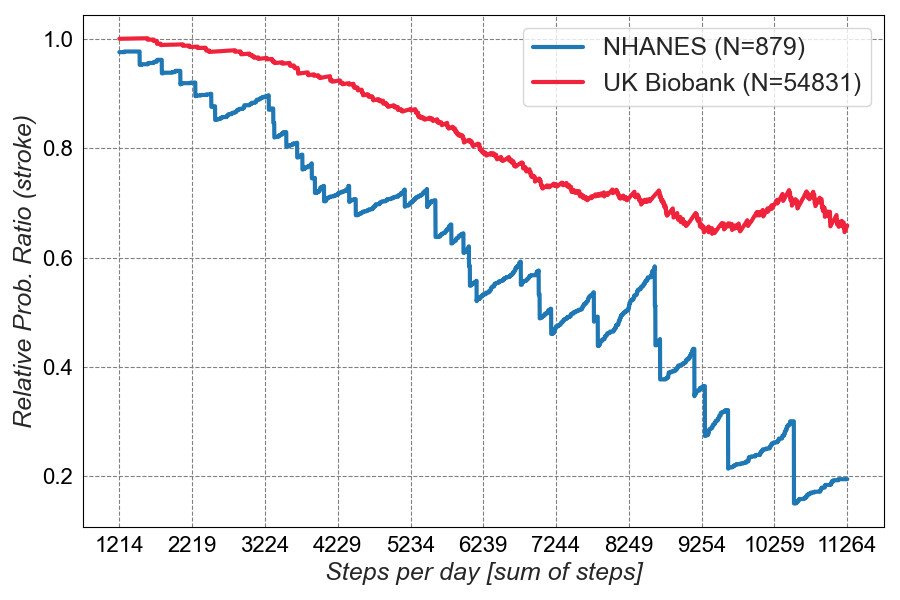 NHANES (N=879)
UK Biobank (N=54831)
Relative Prob. Ratio (stroke)
1.0
0.8
0.6
0.4
0.2
1214 2219 3224 4229 5234 6239 7244 8249 9254 10259 11264
Steps per day [sum of steps]